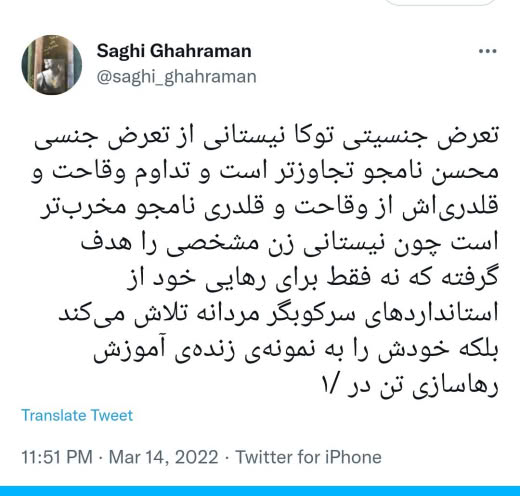 Saghi Ghahraman
@saghi_ghahraman
تعرض جنسیتی توکا نیستانی از تعرض جنسی
محسن نامجو تجاوزتر است و تداوم وقاحت و
قلدری‌اش از وقاحت و قلدری نامجو مخرب‌تر
است چون نیستانی زن مشخصی را هدف
گرفته که نه فقط برای رهایی خود از
استانداردهای سرکوبگر مردانه تلاش می‌کند
بلکه خودش را به نمونه‌ی زنده‌ی آموزش
رهاسازی تن در /۱
Translate Tweet
11:51 PM · Mar 14, 2022 · Twitter for iPhone